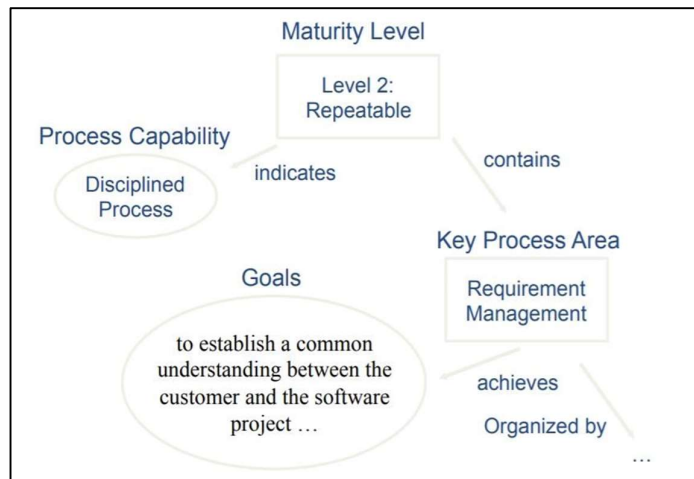 Maturity Level
Level 2:
Repeatable
Process Capability
indicates
contains
Disciplined
Process
Key Process Area
Goals
Requirement
Management
to establish a common
understanding between the
customer and the software
project …
achieves
Organized by
…